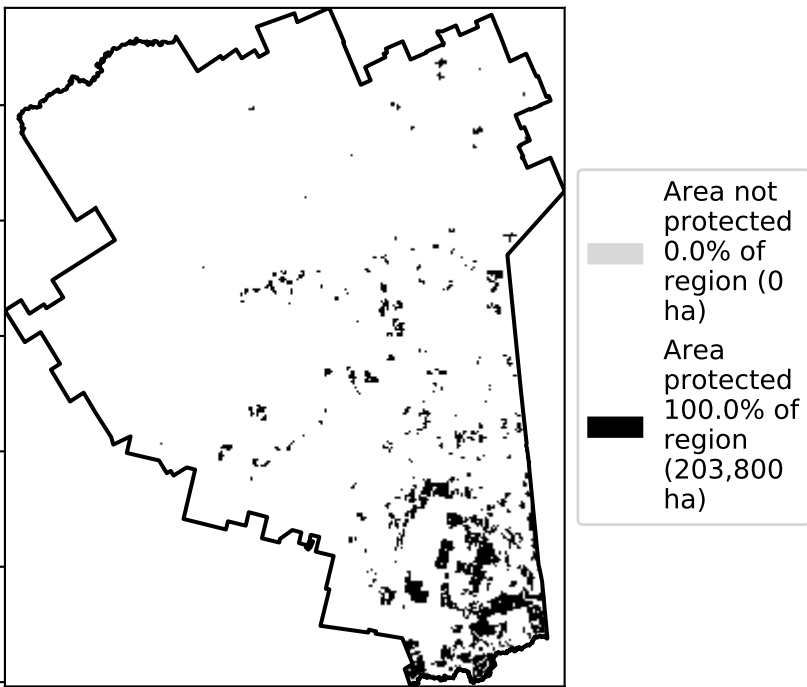 Area not
protected
0.0% of
region (0
ha)
Area
protected
100.0% of
region
(203,800
ha)